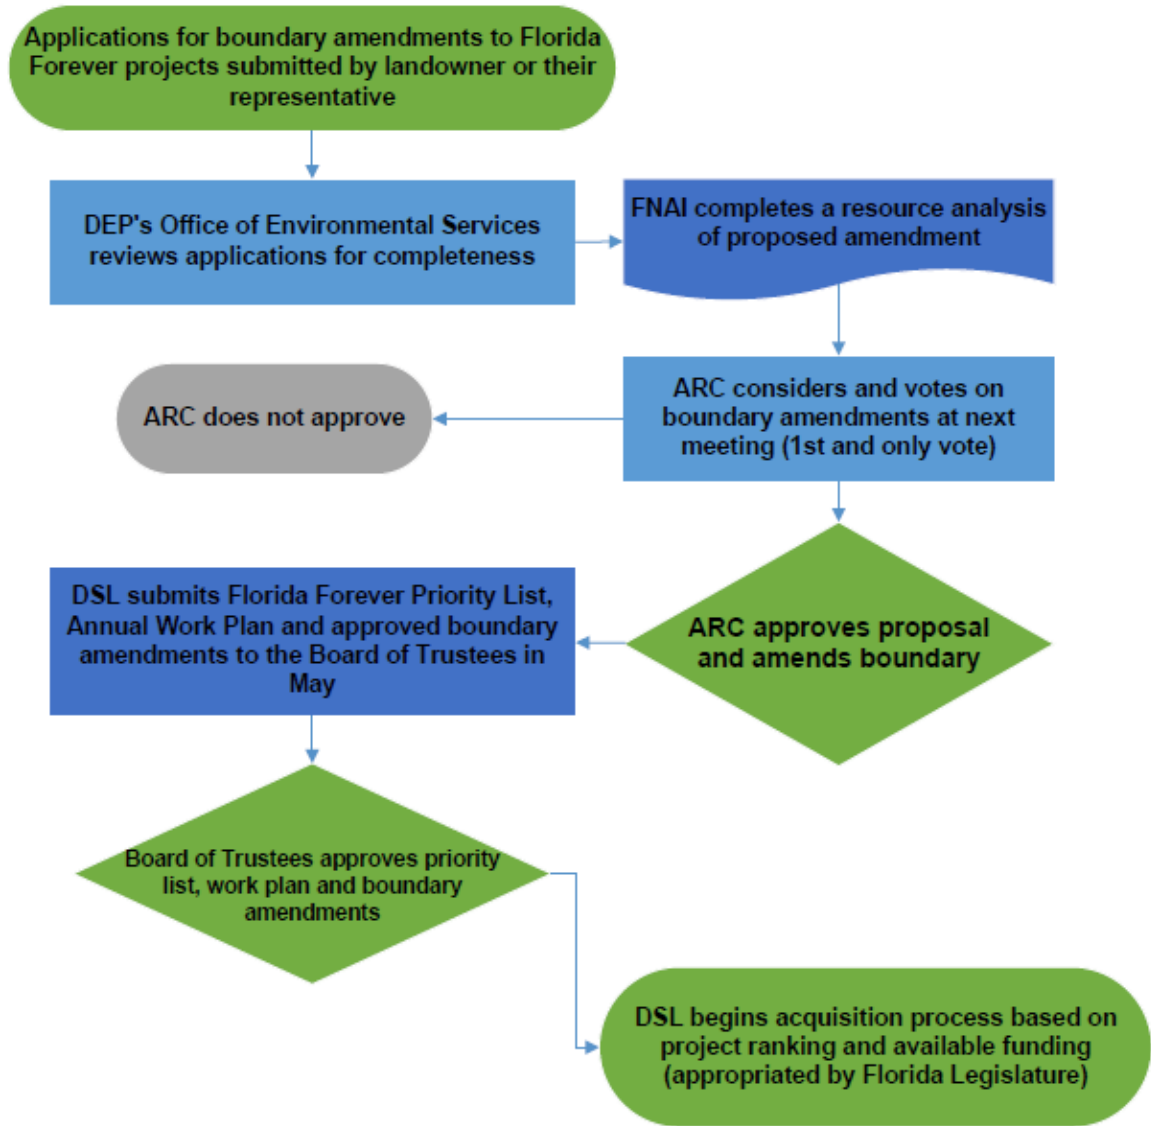 Applications for boundary amendments to Florida
Forever projects submitted by landowner or their
representative
DEP's Office of Environmental Services
reviews applications for completeness
FNAI completes a resource analysis
of proposed amendment
ARC considers and votes on
boundary amendments at next
meeting (1st and only vote)
ARC does not approve
ARC approves proposal
and amends boundary
DSL submits Florida Forever Priority List,
Annual Work Plan and approved boundary
amendments to the Board of Trustees in
May
Board of Trustees approves priority
list, work plan and boundary
amendments
DSL begins acquisition process based on
project ranking and available funding
(appropriated by Florida Legislature)